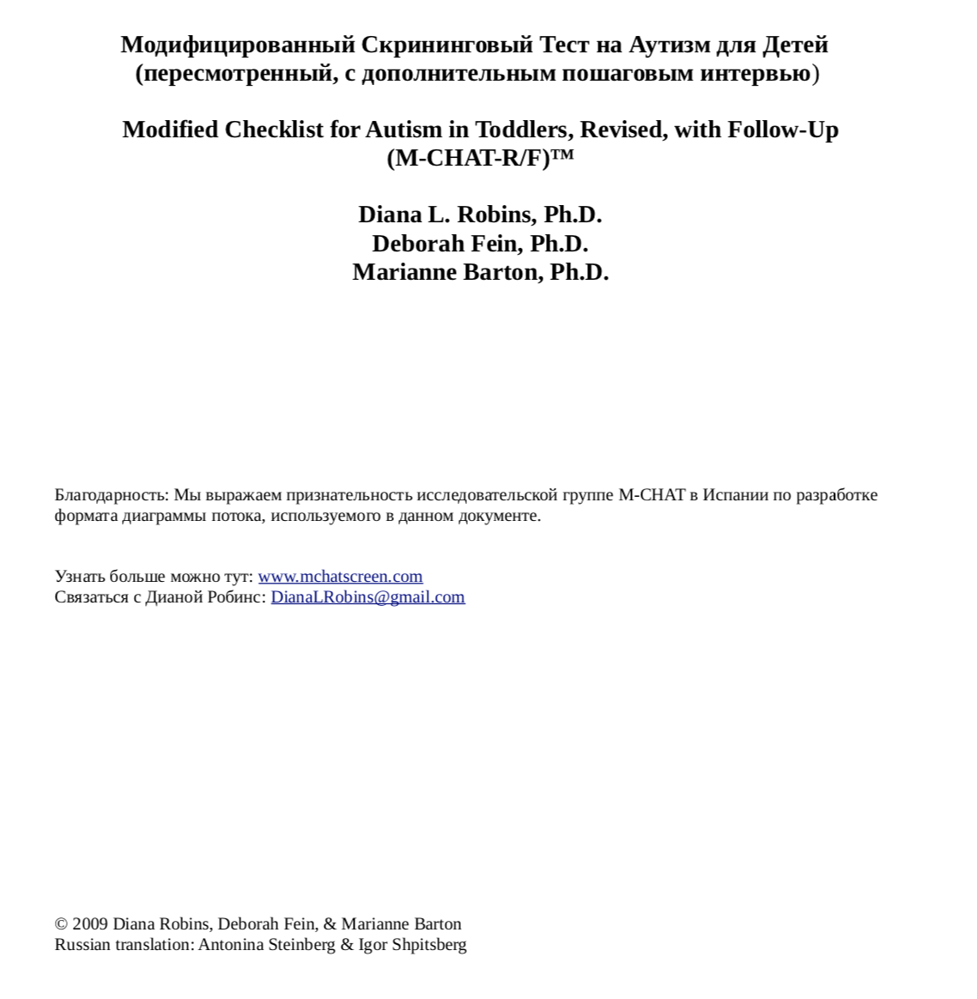 Модифицированный Скрининговый Тест на Аутизм для Детей
(пересмотренный, с дополнительным пошаговым интервью)
Modified Checklist for Autism in Toddlers, Revised, with Follow-Up
(M-CHAT-R/F)™
Diana L. Robins, Ph.D.
Deborah Fein, Ph.D.
Marianne Barton, Ph.D.
Благодарность: Мы выражаем признательность исследовательской группе M-CHAT в Испании по разработке
формата диаграммы потока, используемого в данном документе.
Узнать больше можно тут: www.mchatscreen.com
Связаться с Дианой Робинс: DianaLRobins@gmail.com
© 2009 Diana Robins, Deborah Fein, & Marianne Barton
Russian translation: Antonina Steinberg & Igor Shpitsberg